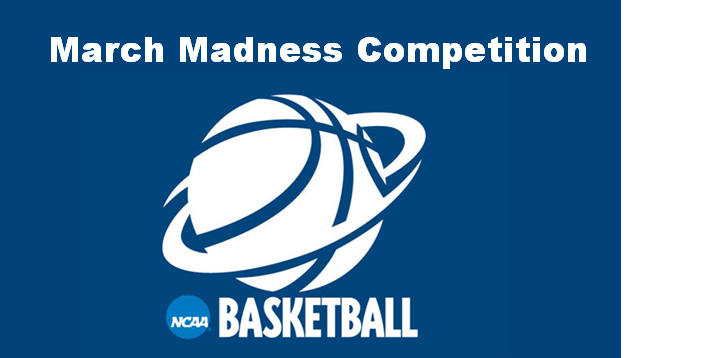 March Madness Competition
NCAA BASKETBALL